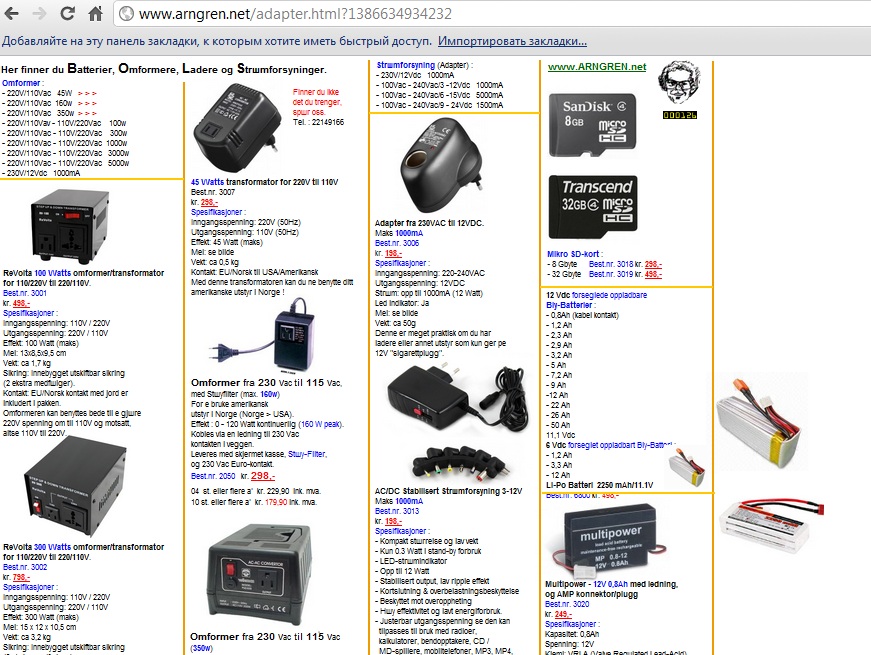 www.arngren.net/adapter.html?1386634934232
Добавляйте на эту панель закладки, к которым хотите иметь быстрый доступ. Импортировать закладки...
Her finner du Batterier, Omformere, Ladere og Strømforsyninger.
Omformer :
- 220V/110Vac 45W > > >
- 220V/110Vac 160w > > >
- 220V/110Vac 350w > > >
- 220V/110Vav - 110V/220Vac 100w
- 220V/110Vac - 110V/220Vac 300w
- 220V/110Vac - 110V/220Vac 1000w
- 220V/110Vac - 110V/220Vac 3000w
- 220V/110Vac - 110V/220Vac 5000w
- 230V/12Vdc 1000mA
ReVolta 100 Watts omformer/transformator
for 110/220V til 220/110V.
Best.nr. 3001
kr. 498,-
Spesifikasjoner :
Inngangsspenning: 110V / 220V
Utgangsspenning: 220V / 110V
Effekt: 100 Watt (maks)
Mål: 13x8,5x9,5 cm
Vekt: ca 1,7 kg
Sikring: Innebygget utskiftbar sikring
(2 ekstra medfølger).
Kontakt: EU/Norsk kontakt med jord er
inkludert i pakken.
Omformeren kan benyttes både til å gjøre
220V spenning om til 110V og motsatt,
altså 110V til 220V.
ReVolta 300 Watts omformer/transformator
for 110/220V til 220/110V.
Best.nr. 3002
kr. 798,-
Spesifikasjoner :
Inngangsspenning: 110V / 220V
Utgangsspenning: 220V / 110V
Effekt: 300 Watt (maks)
Mål: 15 x 12 x 10,5 cm
Vekt: ca 3,2 kg
Sikring: Innebygget utskiftbar sikring
Finner du ikke
det du trenger,
spør oss.
Tel. : 22149166
45 Watts transformator for 220V til 110V
Best.nr. 3007
kr. 298,-
Spesifikasjoner :
Inngangsspenning: 220V (50Hz)
Utgangsspenning: 110V (50Hz)
Effekt: 45 Watt (maks)
Mål: se bilde
Vekt: ca 0,5 kg
Kontakt: EU/Norsk til USA/Amerikansk
Med denne transformatoren kan du ne benytte ditt
amerikanske utstyr i Norge !
Omformer fra 230 Vac til 115 Vac,
med Støyfilter (max. 160w)
For å bruke amerikansk
utstyr i Norge (Norge > USA).
Effekt : 0 - 120 Watt kontinuerlig (160 W peak).
Kobles via en ledning til 230 Vac
kontakten i veggen.
Leveres med skjermet kasse, Støy-Filter,
og 230 Vac Euro-kontakt.
Best.nr. 2050 kr. 298,-
04 st. eller flere a' kr. 229,90 ink. mva.
10 st. eller flere a' kr. 179,90 ink. mva.
AC-AC CONVERTOR
Omformer fra 230 Vac til 115 Vac
(350w)
Strømforsyning (Adapter) :
- 230V/12Vdc 1000mA
- 100Vac - 240Vac/3 -12Vdc 1000mA
- 100Vac - 240Vac/6 -15Vdc 5000mA
- 100Vac - 240Vac/9 - 24Vdc 1500mA
Adapter fra 230VAC til 12VDC.
Maks 1000mA
Best.nr. 3006
kr. 198,-
Spesifikasjoner :
Inngangsspenning: 220-240VAC
Utgangsspenning: 12VDC
Strøm: opp til 1000mA (12 Watt)
Led indikator: Ja
Mål: se bilde
Vekt: ca 50g
Denne er meget praktisk om du har
ladere eller annet utstyr som kun går på
12V "sigarettplugg".
AC/DC Stabilisert Strømforsyning 3-12V
Maks 1000mA
Best.nr. 3013
kr. 198,-
Spesifikasjoner :
- Kompakt størrelse og lav vekt
- Kun 0.3 Watt i stand-by forbruk
- LED-strømindikator
- Opp til 12 Watt
- Stabilisert output, lav ripple effekt
- Kortslutning & overbelastningsbeskyttelse
- Beskyttet mot overoppheting
- Høy effektivitet og lavt energiforbruk.
- Justerbar utgangsspenning så den kan
tilpasses til bruk med radioer,
kalkulatorer, båndopptakere, CD /
MD-spillere, mobiltelefoner, MP3, MP4,
www.ARNGREN.net
000126
SanDisk 4
8GB micro SD HC
Transcend
32GB 4 micro SD HC
Mikro SD-kort :
- 8 Gbyte Best.nr. 3018 kr. 298,-
- 32 Gbyte Best.nr. 3019 kr. 498,-
12 Vdc forseglede oppladbare
Bly-Batterier :
- 0,8Ah (kabel kontakt)
- 1,2 Ah
- 2,3 Ah
- 2,9 Ah
- 3,2 Ah
- 5 Ah
- 7,2 Ah
- 9 Ah
-12 Ah
- 22 Ah
- 26 Ah
- 50 Ah
11,1 Vdc
6 Vdc forseglet oppladbart Bly-Batteri :
- 1,2 Ah
- 3,3 Ah
- 12 Ah
Li-Po Batteri 2250 mAh/11.1V
Best.nr. 6800 kr. 498,-
multipower
lead acid battery
maintenance-free rechargeable
MP 0.8-12
12V 0.8Ah
Multipower - 12V 0,8Ah med ledning,
og AMP konnektor/plugg
Best.nr. 3020
kr. 249,-
Spesifikasjoner :
Kapasitet: 0,8Ah
Spenning: 12V
Kjemi: VRLA (Valve Regulated Lead-Acid)